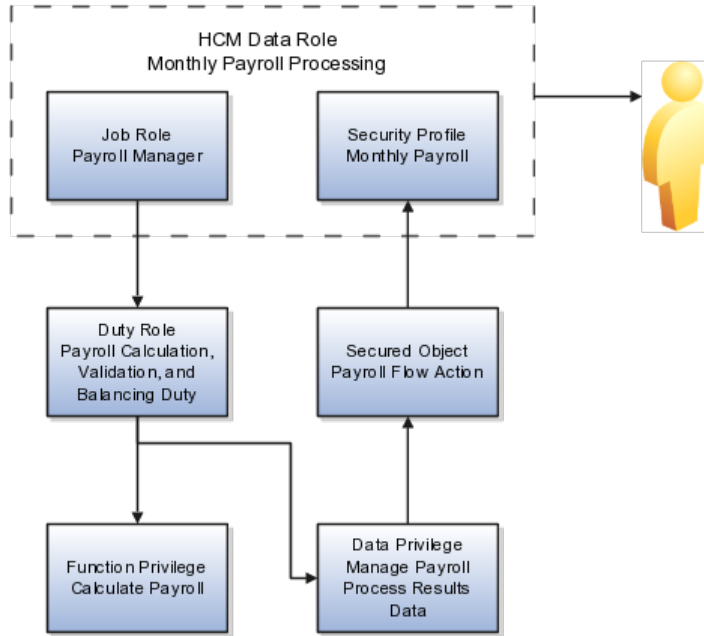 HCM Data Role
Monthly Payroll Processing
Job Role
Payroll Manager
Security Profile
Monthly Payroll
Duty Role
Payroll Calculation,
Validation, and
Balancing Duty
Secured Object
Payroll Flow Action
Function Privilege
Calculate Payroll
Data Privilege
Manage Payroll
Process Results
Data